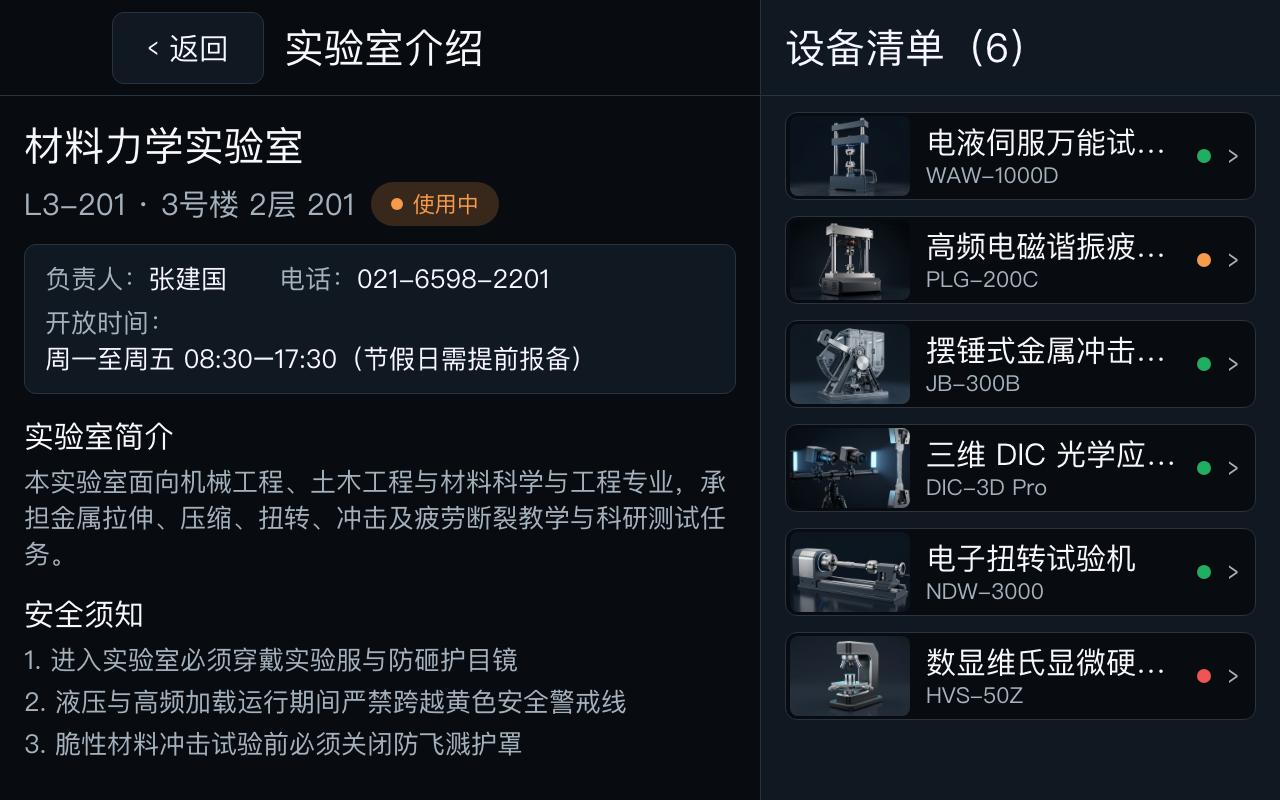 < 返回
实验室介绍
材料力学实验室
L3-201 · 3号楼 2层 201
使用中
负责人：张建国
电话：021-6598-2201
开放时间：
周一至周五 08:30—17:30（节假日需提前报备）
实验室简介
本实验室面向机械工程、土木工程与材料科学与工程专业，承
担金属拉伸、压缩、扭转、冲击及疲劳断裂教学与科研测试任
务。
安全须知
1. 进入实验室必须穿戴实验服与防砸护目镜
2. 液压与高频加载运行期间严禁跨越黄色安全警戒线
3. 脆性材料冲击试验前必须关闭防飞溅护罩
设备清单（6）
电液伺服万能试...
WAW-1000D
高频电磁谐振疲...
PLG-200C
摆锤式金属冲击...
JB-300B
三维 DIC 光学应...
DIC-3D Pro
电子扭转试验机
NDW-3000
数显维氏显微硬...
HVS-50Z